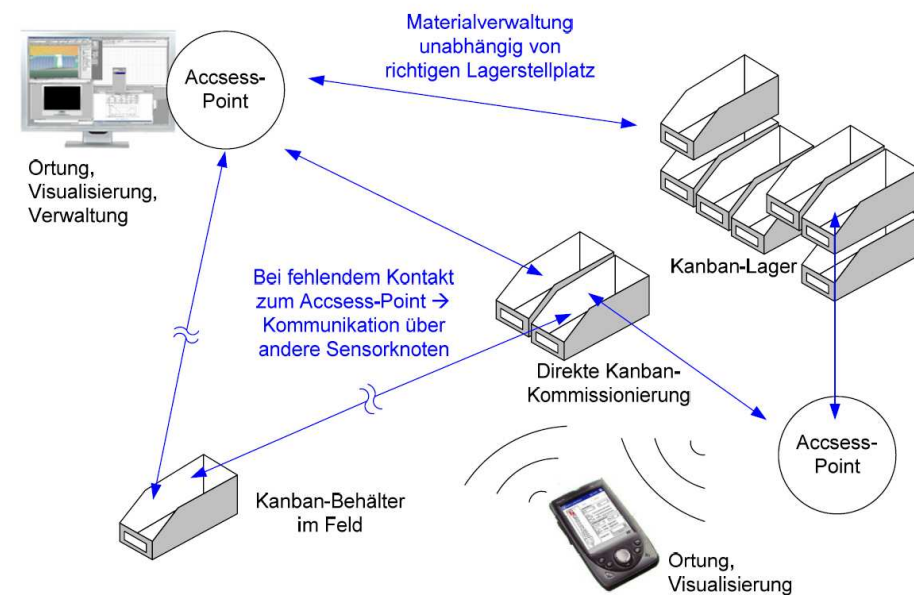 Materialverwaltung
unabhängig von
richtigen Lagerstellplatz
Accsess-
Point
Ortung,
Visualisierung,
Verwaltung
Kanban-Lager
Bei fehlendem Kontakt
zum Accsess-Point →
Kommunikation über
andere Sensorknoten
Direkte Kanban-
Kommissionierung
Accsess-
Point
Kanban-Behälter
im Feld
Ortung,
Visualisierung